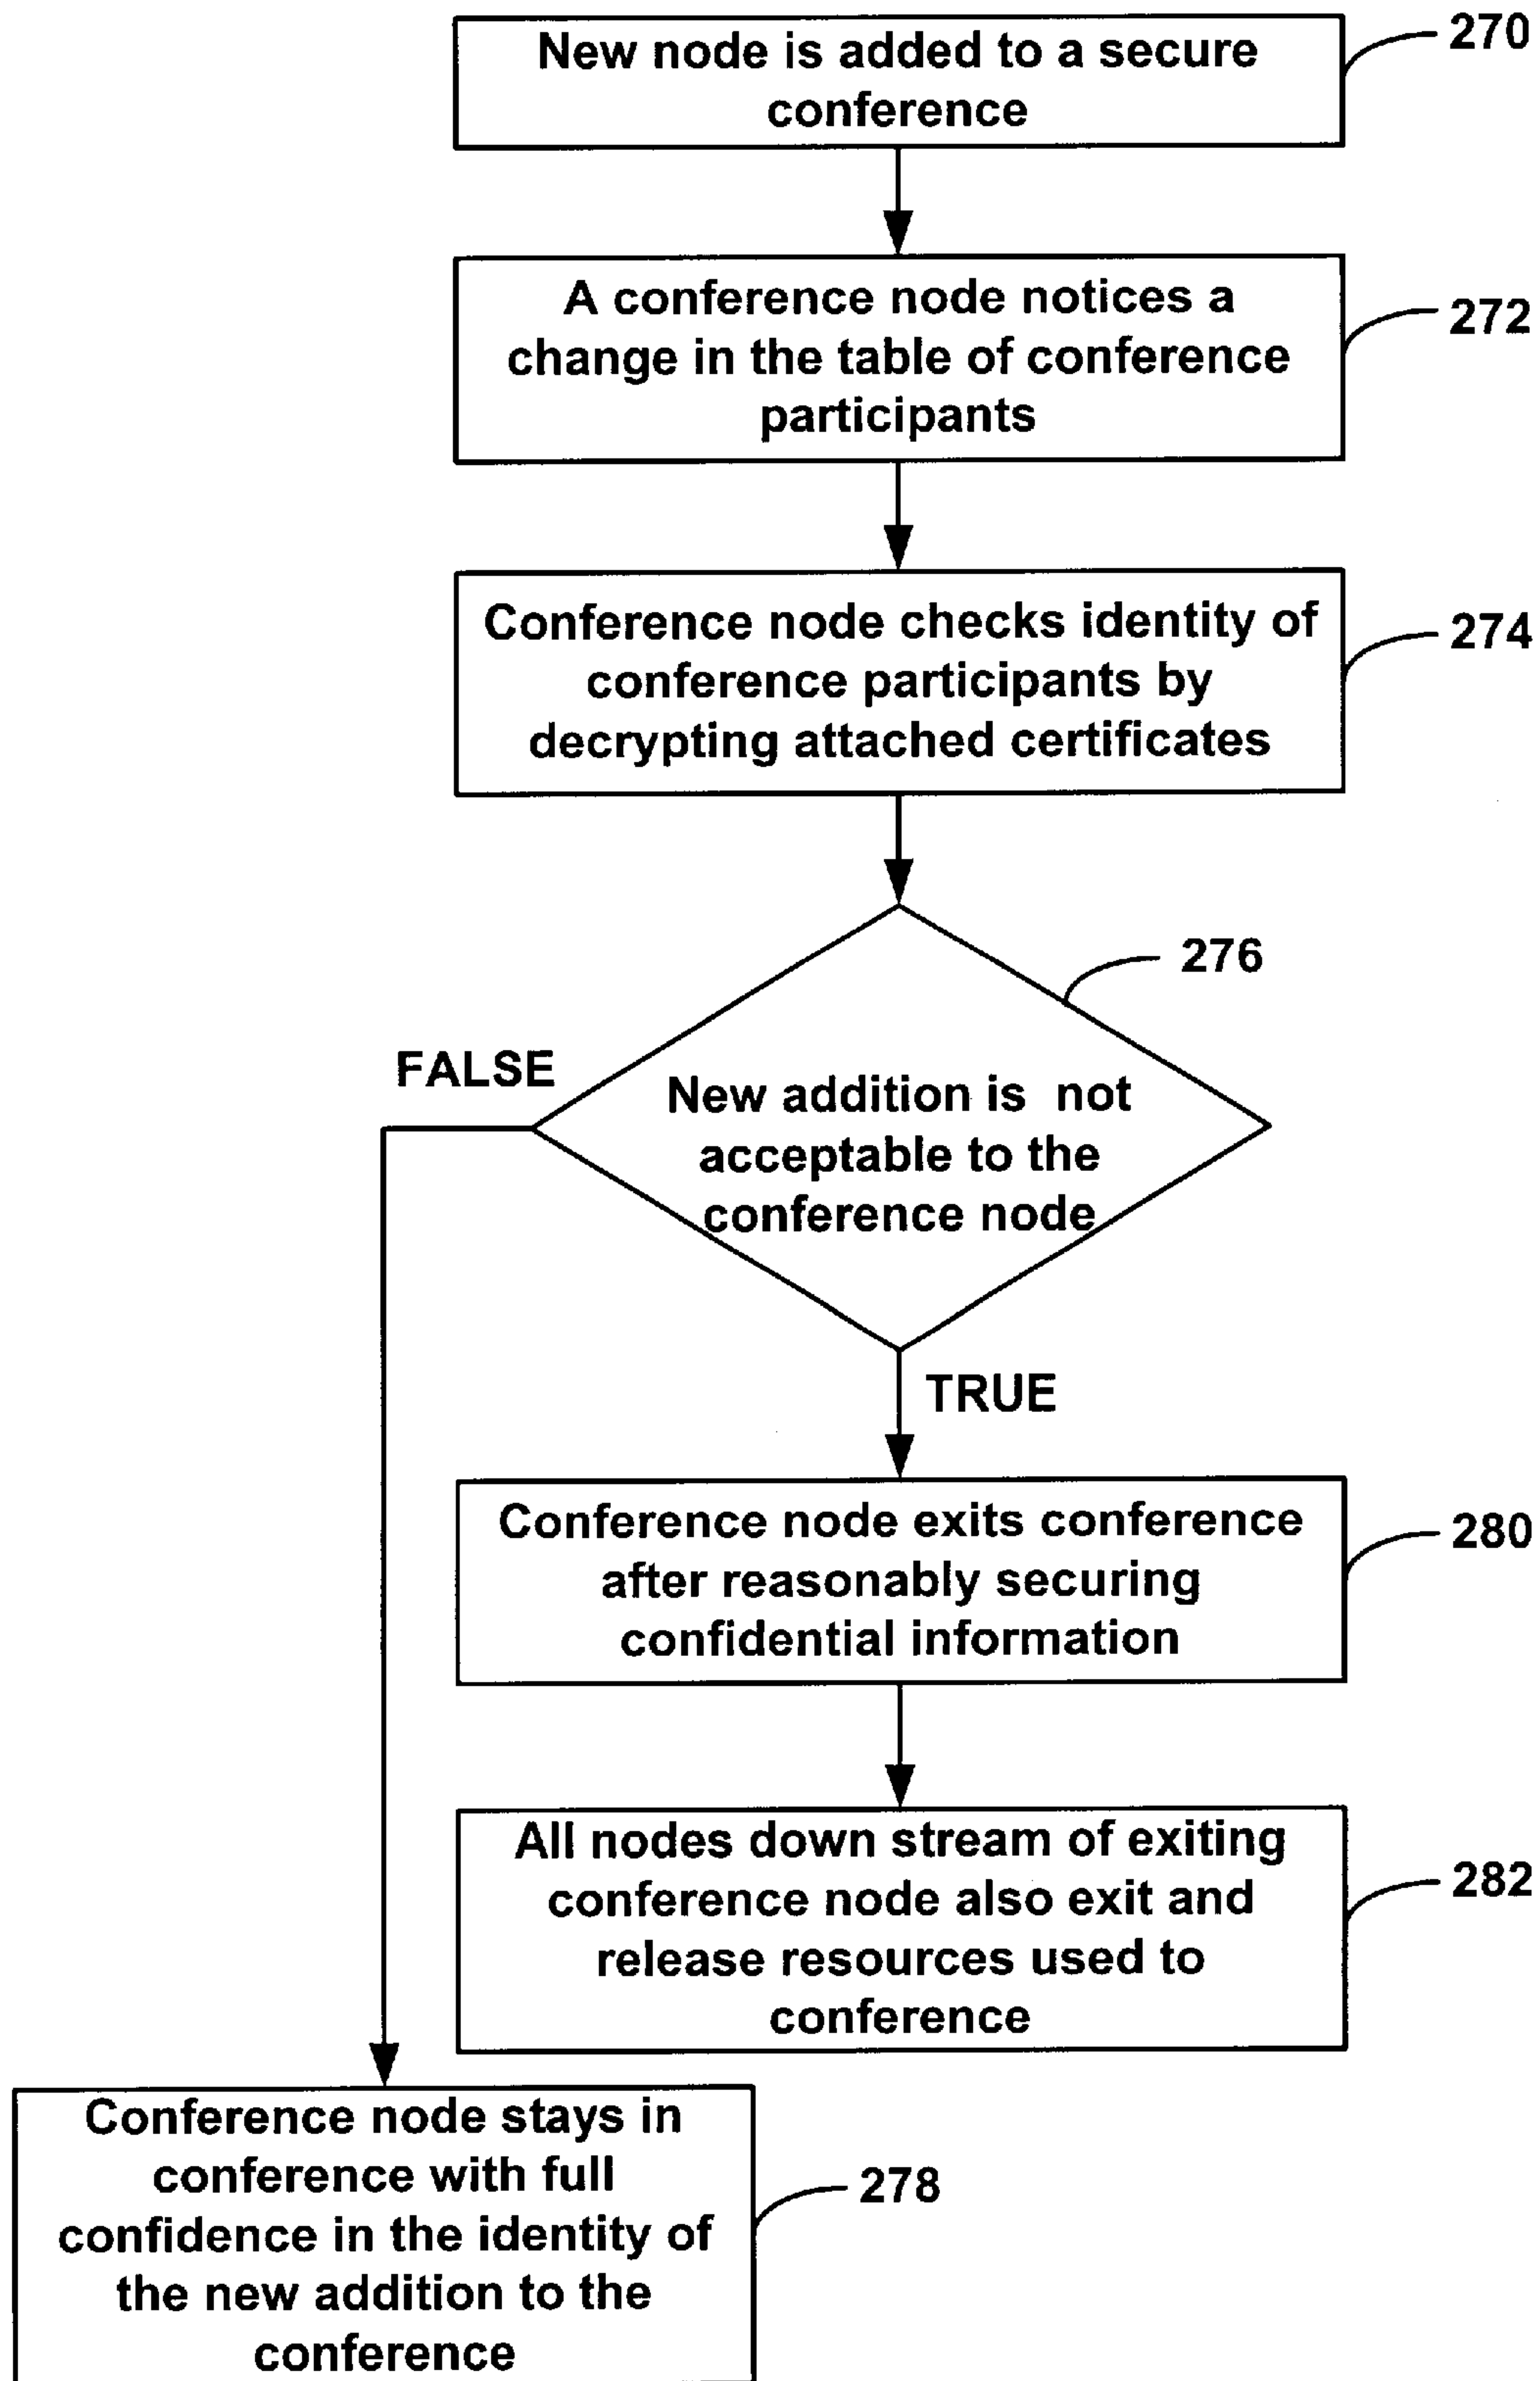 New node is added to a secure
conference
270
A conference node notices a
change in the table of conference
participants
272
Conference node checks identity of
conference participants by
decrypting attached certificates
274
276
FALSE
New addition is not
acceptable to the
conference node
TRUE
Conference node exits conference
after reasonably securing
confidential information
280
All nodes down stream of exiting
conference node also exit and
release resources used to
conference
282
Conference node stays in
conference with full
confidence in the identity of
the new addition to the
conference
278